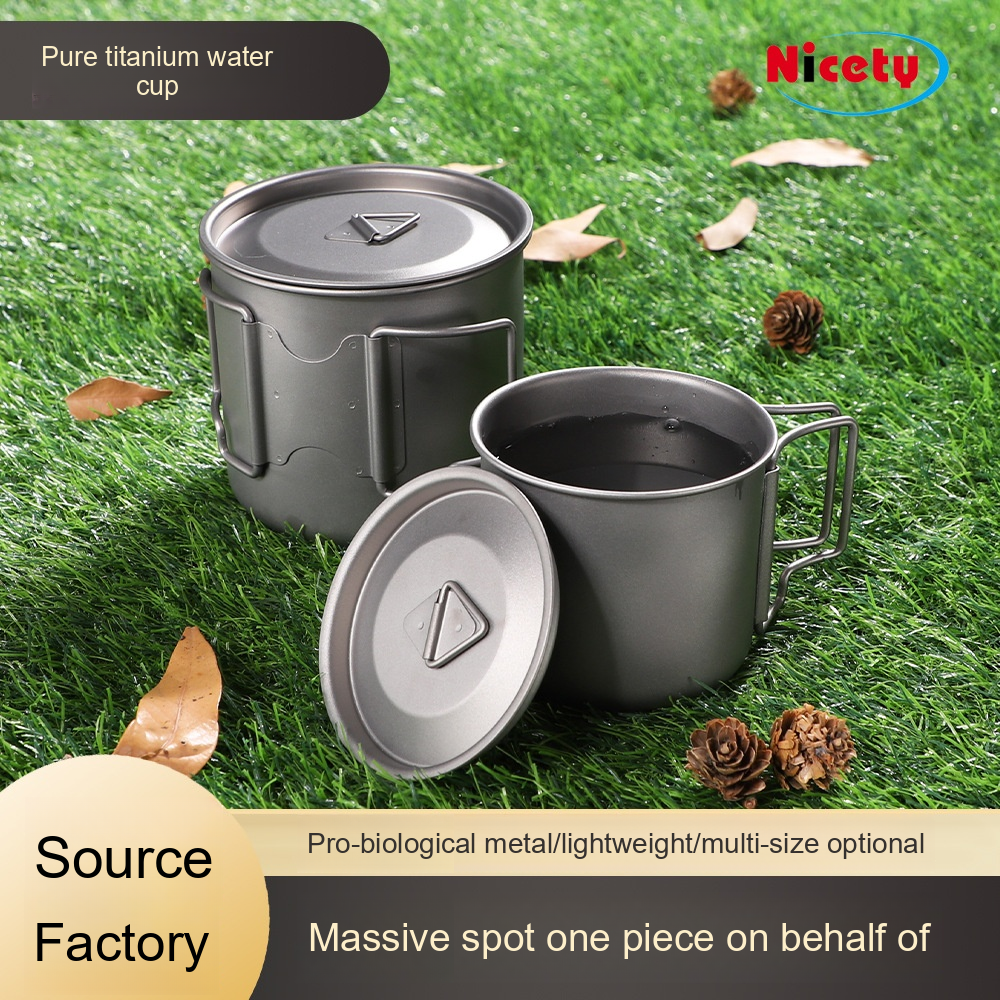 Pure titanium water
cup
Nicety
Pro-biological metal/lightweight/multi-size optional
Source
Factory
Massive spot one piece on behalf of